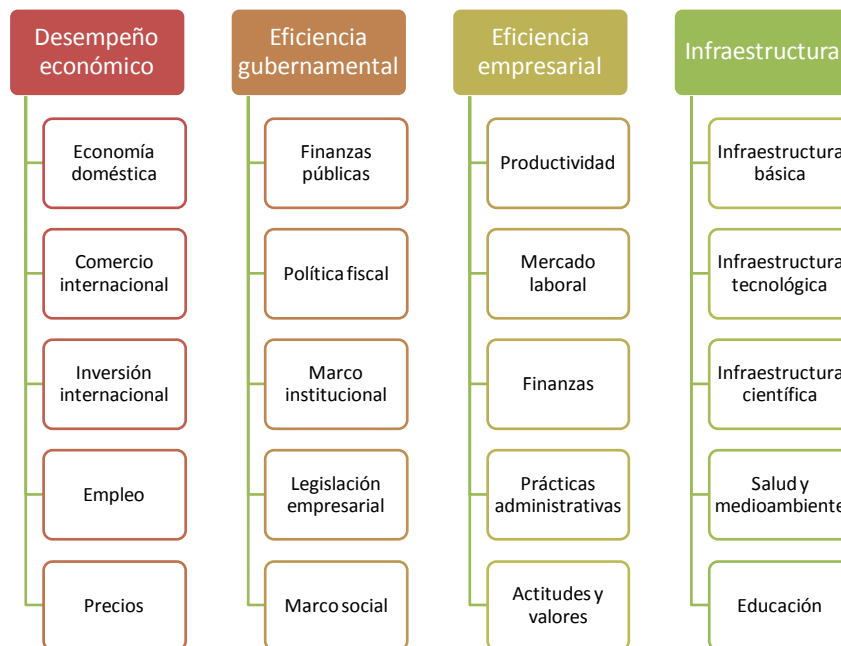 Desempeño
económico
Economía
doméstica
Comercio
internacional
Inversión
internacional
Empleo
Precios
Eficiencia
gubernamental
Finanzas
públicas
Política fiscal
Marco
institucional
Legislación
empresarial
Marco social
Eficiencia
empresarial
Productividad
Mercado
laboral
Finanzas
Prácticas
administrativas
Actitudes y
valores
Infraestructura
Infraestructura
básica
Infraestructura
tecnológica
Infraestructura
científica
Salud y
medioambiente
Educación